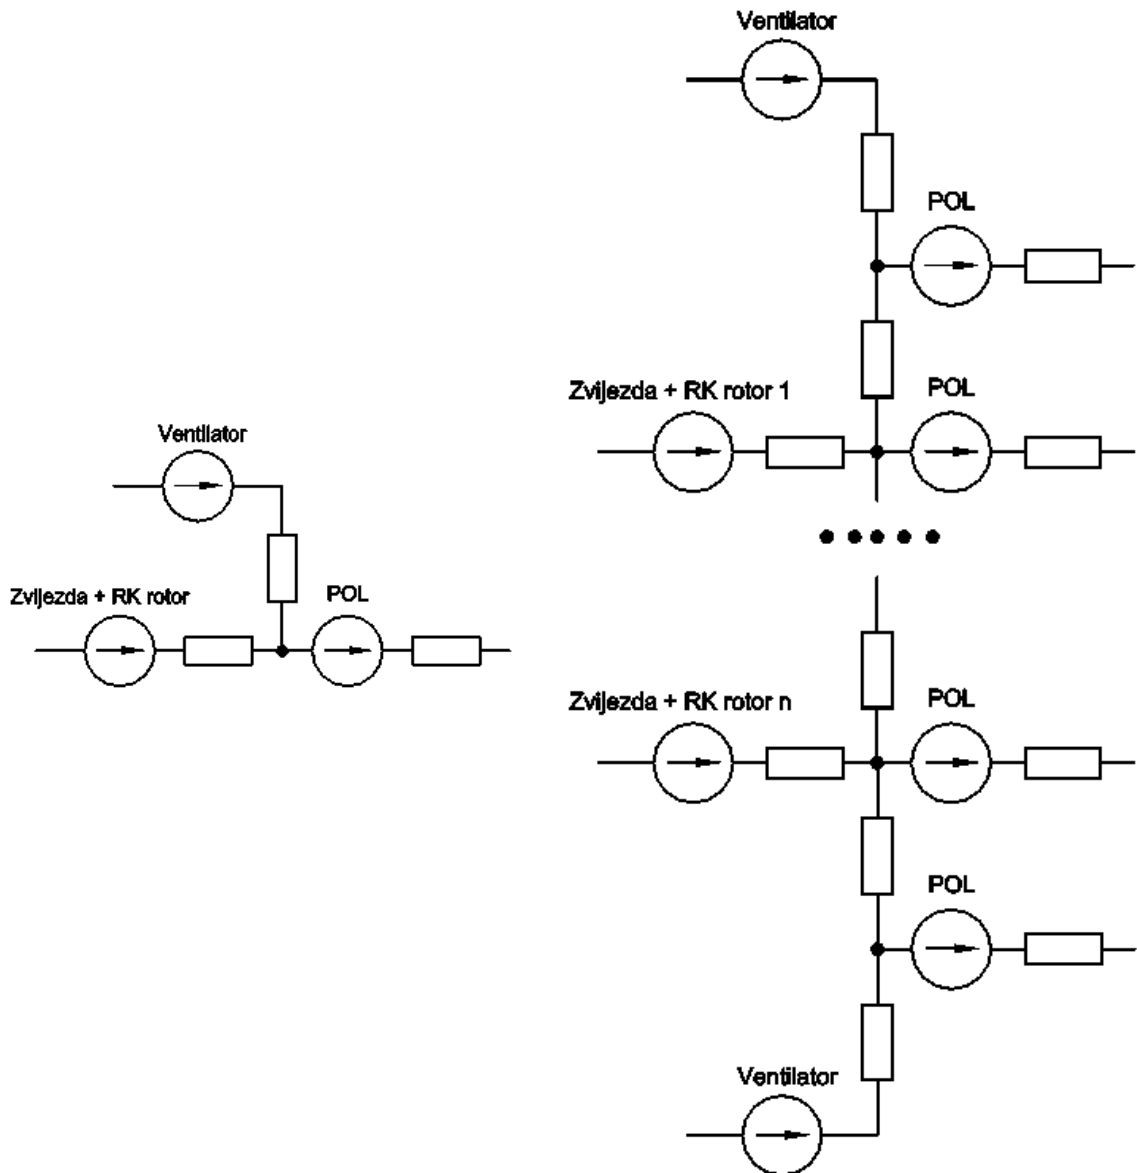 Ventilator
Zvijezda + RK rotor
POL
Ventilator
POL
Zvijezda + RK rotor 1
POL
Zvijezda + RK rotor n
POL
POL
Ventilator